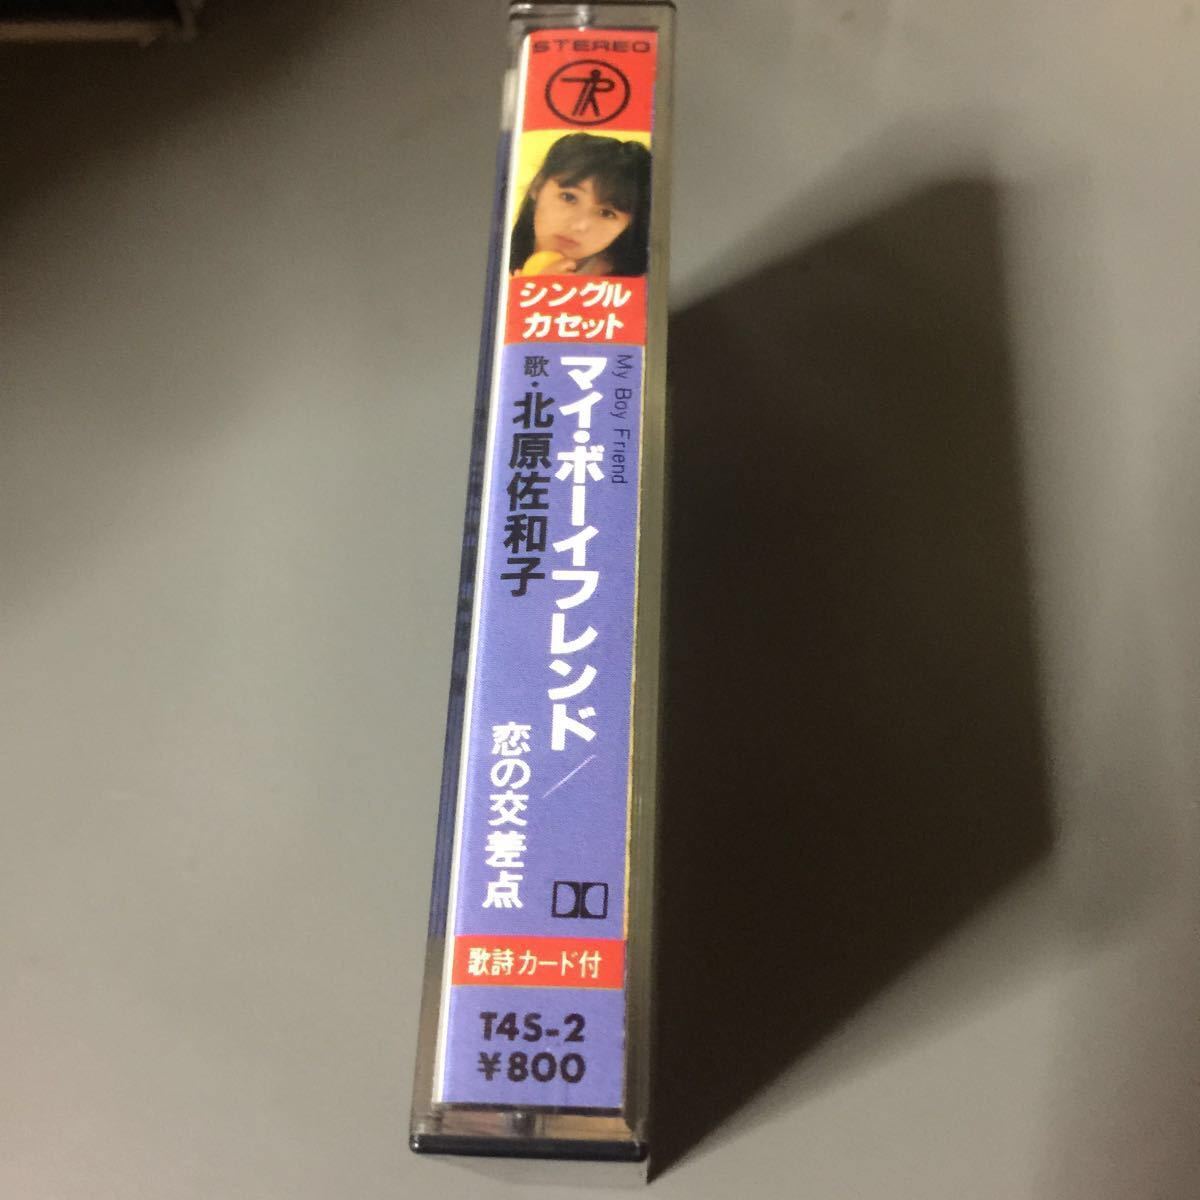 STEREO
TR
シングル
カセット
My Boy Friend
マイ・ボーイフレンド／
歌・北原佐和子
恋の交差点
歌詩カード付
T4S-2
¥800